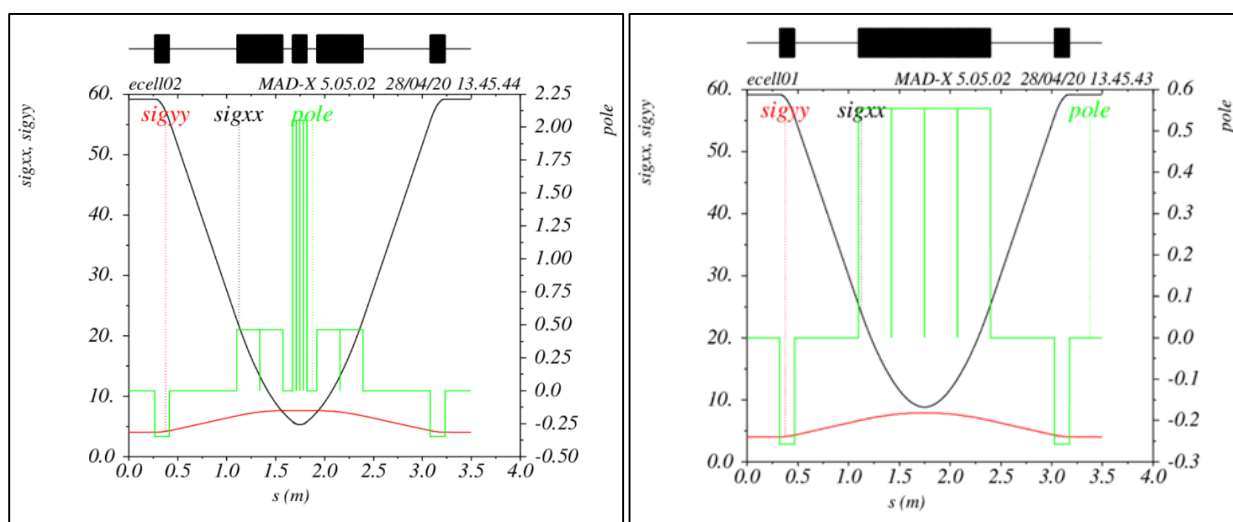 ecell02 MAD-X 5.05.02 28/04/20 13.45.44
60. 2.25
sigyy sigxx pole
2.00
50. 1.75
1.50
40. 1.25
1.00
30. 0.75
20. 0.50
0.25
10. 0.0
-0.25
0.0 -0.50
0.0 0.5 1.0 1.5 2.0 2.5 3.0 3.5 4.0
s (m)
sigxx, sigyy
pole
ecell01 MAD-X 5.05.02 28/04/20 13.45.43
60. 0.6
sigyy sigxx pole
50. 0.5
0.4
40. 0.3
30. 0.2
0.1
20. 0.0
10. -0.1
-0.2
0.0 -0.3
0.0 0.5 1.0 1.5 2.0 2.5 3.0 3.5 4.0
s (m)
sigxx, sigyy
pole